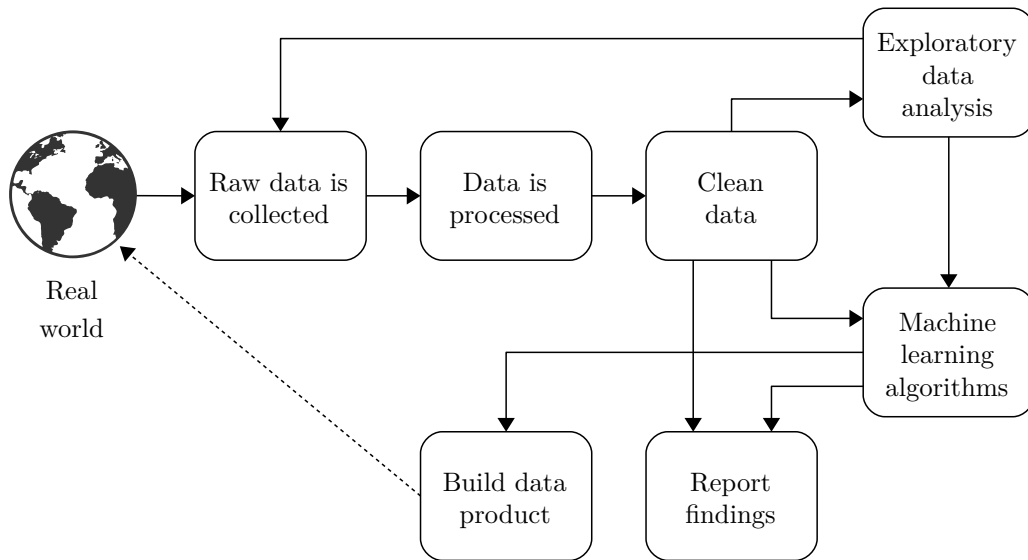 Exploratory
data
analysis
Raw data is
collected
Data is
processed
Clean
data
Real
world
Machine
learning
algorithms
Build data
product
Report
findings